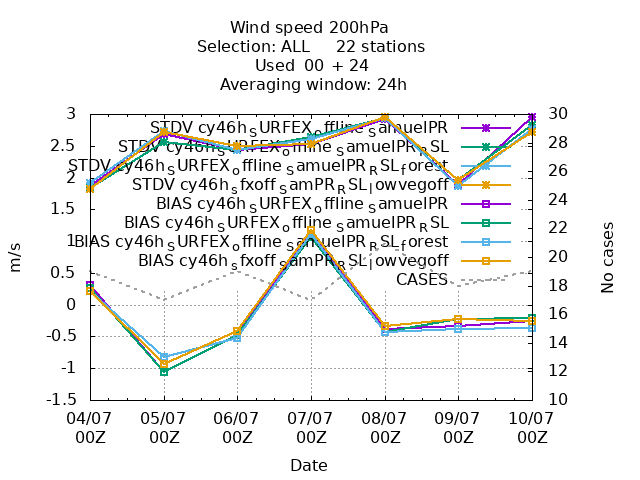 Wind speed 200hPa
Selection: ALL 22 stations
Used 00 + 24
Averaging window: 24h
STDV cy46h_SURFEX_offline_SamuelPR
STDV cy46h_SURFEX_offline_SamuelPR_RSL
STDV cy46h_SURFEX_offline_SamuelPR_RSL_forest
STDV cy46h_sfxoff_SamPR_RSL_lowvegoff
BIAS cy46h_SURFEX_offline_SamuelPR
BIAS cy46h_SURFEX_offline_SamuelPR_RSL
BIAS cy46h_SURFEX_offline_SamuelPR_RSL_forest
BIAS cy46h_sfxoff_SamPR_RSL_lowvegoff
CASES
3
2.5
2
1.5
1
0.5
0
-0.5
-1
-1.5
m/s
30
28
26
24
22
20
18
16
14
12
10
No cases
04/07 05/07 06/07 07/07 08/07 09/07 10/07
00Z 00Z 00Z 00Z 00Z 00Z 00Z
Date